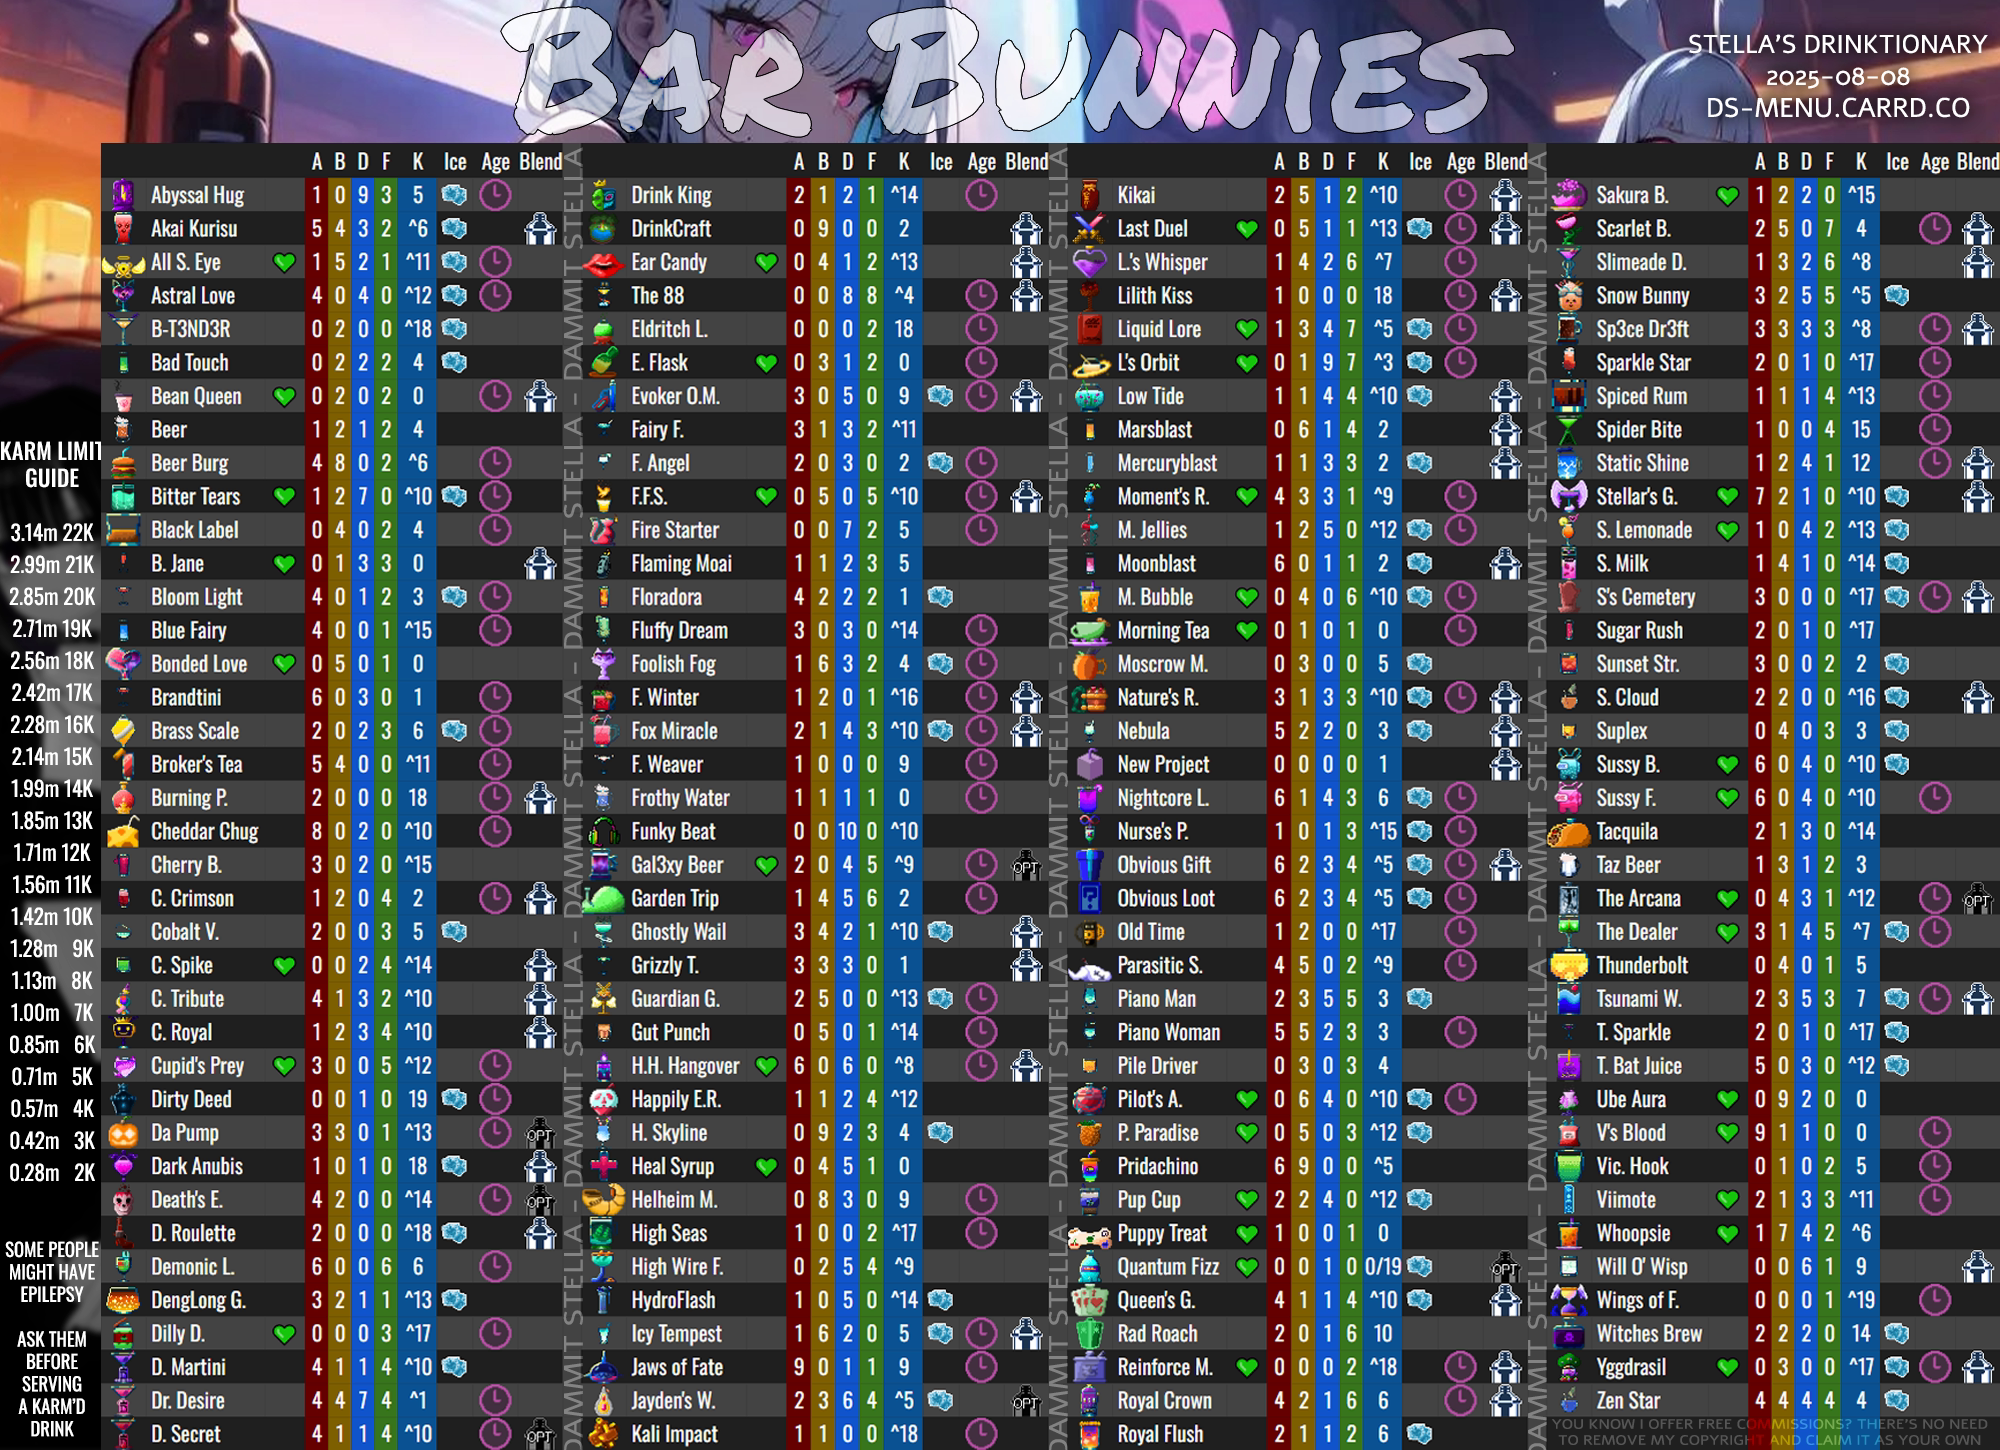 BAR BUNNIES
STELLA'S DRINKTIONARY
2025-08-08
DS-MENU.CARRD.CO
KARM LIMIT
GUIDE
3.14m 22K
2.99m 21K
2.85m 20K
2.71m 19K
2.56m 18K
2.42m 17K
2.28m 16K
2.14m 15K
1.99m 14K
1.85m 13K
1.71m 12K
1.56m 11K
1.42m 10K
1.28m 9K
1.13m 8K
1.00m 7K
0.85m 6K
0.71m 5K
0.57m 4K
0.42m 3K
0.28m 2K
SOME PEOPLE
MIGHT HAVE
EPILEPSY
ASK THEM
BEFORE
SERVING
A KARM'D
DRINK
A B D F K Ice Age Blend
Abyssal Hug 1 0 9 3 5
Akai Kurisu 5 4 3 2 ^6
All S. Eye 1 5 2 1 ^11
Astral Love 4 0 4 0 ^12
B-T3ND3R 0 2 0 0 ^18
Bad Touch 0 2 2 2 4
Bean Queen 0 2 0 2 0
Beer 1 2 1 2 4
Beer Burg 4 8 0 2 ^6
Bitter Tears 1 2 7 0 ^10
Black Label 0 4 0 2 4
B. Jane 0 1 3 3 0
Bloom Light 4 0 1 2 3
Blue Fairy 4 0 0 1 ^15
Bonded Love 0 5 0 1 0
Brandtini 6 0 3 0 1
Brass Scale 2 0 2 3 6
Broker's Tea 5 4 0 0 ^11
Burning P. 2 0 0 0 18
Cheddar Chug 8 0 2 0 ^10
Cherry B. 3 0 2 0 ^15
C. Crimson 1 2 0 4 2
Cobalt V. 2 0 0 3 5
C. Spike 0 0 2 4 ^14
C. Tribute 4 1 3 2 ^10
C. Royal 1 2 3 4 ^10
Cupid's Prey 3 0 0 5 ^12
Dirty Deed 0 0 1 0 19
Da Pump 3 3 0 1 ^13 OPT
Dark Anubis 1 0 1 0 18
Death's E. 4 2 0 0 ^14 OPT
D. Roulette 2 0 0 0 ^18
Demonic L. 6 0 0 6 6
DengLong G. 3 2 1 1 ^13
Dilly D. 0 0 0 3 ^17
D. Martini 4 1 1 4 ^10
Dr. Desire 4 4 7 4 ^1
D. Secret 4 1 1 4 ^10 OPT
DAMMIT STELLA - DAMMIT STELLA - DAMMIT STELLA - DAMMIT STELLA
A B D F K Ice Age Blend
Drink King 2 1 2 1 ^14
DrinkCraft 0 9 0 0 2
Ear Candy 0 4 1 2 ^13
The 88 0 0 8 8 ^4
Eldritch L. 0 0 0 2 18
E. Flask 0 3 1 2 0
Evoker O.M. 3 0 5 0 9
Fairy F. 3 1 3 2 ^11
F. Angel 2 0 3 0 2
F.F.S. 0 5 0 5 ^10
Fire Starter 0 0 7 2 5
Flaming Moai 1 1 2 3 5
Floradora 4 2 2 2 1
Fluffy Dream 3 0 3 0 ^14
Foolish Fog 1 6 3 2 4
F. Winter 1 2 0 1 ^16
Fox Miracle 2 1 4 3 ^10
F. Weaver 1 0 0 0 9
Frothy Water 1 1 1 1 0
Funky Beat 0 0 10 0 ^10
Gal3xy Beer 2 0 4 5 ^9 OPT
Garden Trip 1 4 5 6 2
Ghostly Wail 3 4 2 1 ^10
Grizzly T. 3 3 3 0 1
Guardian G. 2 5 0 0 ^13
Gut Punch 0 5 0 1 ^14
H.H. Hangover 6 0 6 0 ^8
Happily E.R. 1 1 2 4 ^12
H. Skyline 0 9 2 3 4
Heal Syrup 0 4 5 1 0
Helheim M. 0 8 3 0 9
High Seas 1 0 0 2 ^17
High Wire F. 0 2 5 4 ^9
HydroFlash 1 0 5 0 ^14
Icy Tempest 1 6 2 0 5
Jaws of Fate 9 0 1 1 9
Jayden's W. 2 3 6 4 ^5 OPT
Kali Impact 1 1 0 0 ^18
DAMMIT STELLA - DAMMIT STELLA - DAMMIT STELLA - DAMMIT STELLA
A B D F K Ice Age Blend
Kikai 2 5 1 2 ^10
Last Duel 0 5 1 1 ^13
L.'s Whisper 1 4 2 6 ^7
Lilith Kiss 1 0 0 0 18
Liquid Lore 1 3 4 7 ^5
L's Orbit 0 1 9 7 ^3
Low Tide 1 1 4 4 ^10
Marsblast 0 6 1 4 2
Mercuryblast 1 1 3 3 2
Moment's R. 4 3 3 1 ^9
M. Jellies 1 2 5 0 ^12
Moonblast 6 0 1 1 2
M. Bubble 0 4 0 6 ^10
Morning Tea 0 1 0 1 0
Moscrow M. 0 3 0 0 5
Nature's R. 3 1 3 3 ^10
Nebula 5 2 2 0 3
New Project 0 0 0 0 1
Nightcore L. 6 1 4 3 6
Nurse's P. 1 0 1 3 ^15
Obvious Gift 6 2 3 4 ^5
Obvious Loot 6 2 3 4 ^5
Old Time 1 2 0 0 ^17
Parasitic S. 4 5 0 2 ^9
Piano Man 2 3 5 5 3
Piano Woman 5 5 2 3 3
Pile Driver 0 3 0 3 4
Pilot's A. 0 6 4 0 ^10
P. Paradise 0 5 0 3 ^12
Pridachino 6 9 0 0 ^5
Pup Cup 2 2 4 0 ^12
Puppy Treat 1 0 0 1 0
Quantum Fizz 0 0 1 0 0/19 OPT
Queen's G. 4 1 1 4 ^10
Rad Roach 2 0 1 6 10
Reinforce M. 0 0 0 2 ^18
Royal Crown 4 2 1 6 6
Royal Flush 2 1 1 2 6
DAMMIT STELLA - DAMMIT STELLA - DAMMIT STELLA - DAMMIT STELLA
A B D F K Ice Age Blend
Sakura B. 1 2 2 0 ^15
Scarlet B. 2 5 0 7 4
Slimeade D. 1 3 2 6 ^8
Snow Bunny 3 2 5 5 ^5
Sp3ce Dr3ft 3 3 3 3 ^8
Sparkle Star 2 0 1 0 ^17
Spiced Rum 1 1 1 4 ^13
Spider Bite 1 0 0 4 15
Static Shine 1 2 4 1 12
Stellar's G. 7 2 1 0 ^10
S. Lemonade 1 0 4 2 ^13
S. Milk 1 4 1 0 ^14
S's Cemetery 3 0 0 0 ^17
Sugar Rush 2 0 1 0 ^17
Sunset Str. 3 0 0 2 2
S. Cloud 2 2 0 0 ^16
Suplex 0 4 0 3 3
Sussy B. 6 0 4 0 ^10
Sussy F. 6 0 4 0 ^10
Tacquila 2 1 3 0 ^14
Taz Beer 1 3 1 2 3
The Arcana 0 4 3 1 ^12 OPT
The Dealer 3 1 4 5 ^7
Thunderbolt 0 4 0 1 5
Tsunami W. 2 3 5 3 7
T. Sparkle 2 0 1 0 ^17
T. Bat Juice 5 0 3 0 ^12
Ube Aura 0 9 2 0 0
V's Blood 9 1 1 0 0
Vic. Hook 0 1 0 2 5
Viimote 2 1 3 3 ^11
Whoopsie 1 7 4 2 ^6
Will O' Wisp 0 0 6 1 9
Wings of F. 0 0 0 1 ^19
Witches Brew 2 2 2 0 14
Yggdrasil 0 3 0 0 ^17
Zen Star 4 4 4 4 4
YOU KNOW I OFFER FREE COMMISSIONS? THERE'S NO NEED
TO REMOVE MY COPYRIGHT AND CLAIM IT AS YOUR OWN